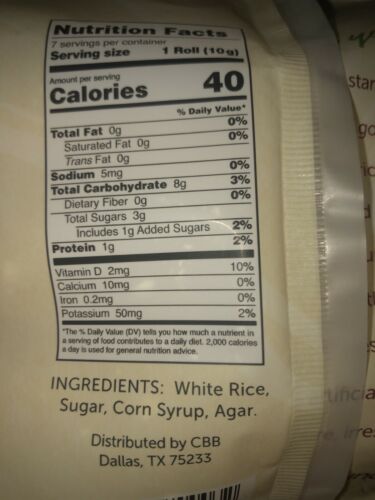 Nutrition Facts
7 servings per container
Serving size 1 Roll (10g)
Amount per serving
Calories 40
% Daily Value*
Total Fat 0g 0%
Saturated Fat 0g 0%
Trans Fat 0g
Sodium 5mg 0%
Total Carbohydrate 8g 3%
Dietary Fiber 0g 0%
Total Sugars 3g
Includes 1g Added Sugars 2%
Protein 1g 2%
Vitamin D 2mg 10%
Calcium 10mg 0%
Iron 0.2mg 0%
Potassium 50mg 2%
*The % Daily Value (DV) tells you how much a nutrient in
a serving of food contributes to a daily diet. 2,000 calories
a day is used for general nutrition advice.
INGREDIENTS: White Rice,
Sugar, Corn Syrup, Agar.
Distributed by CBB
Dallas, TX 75233